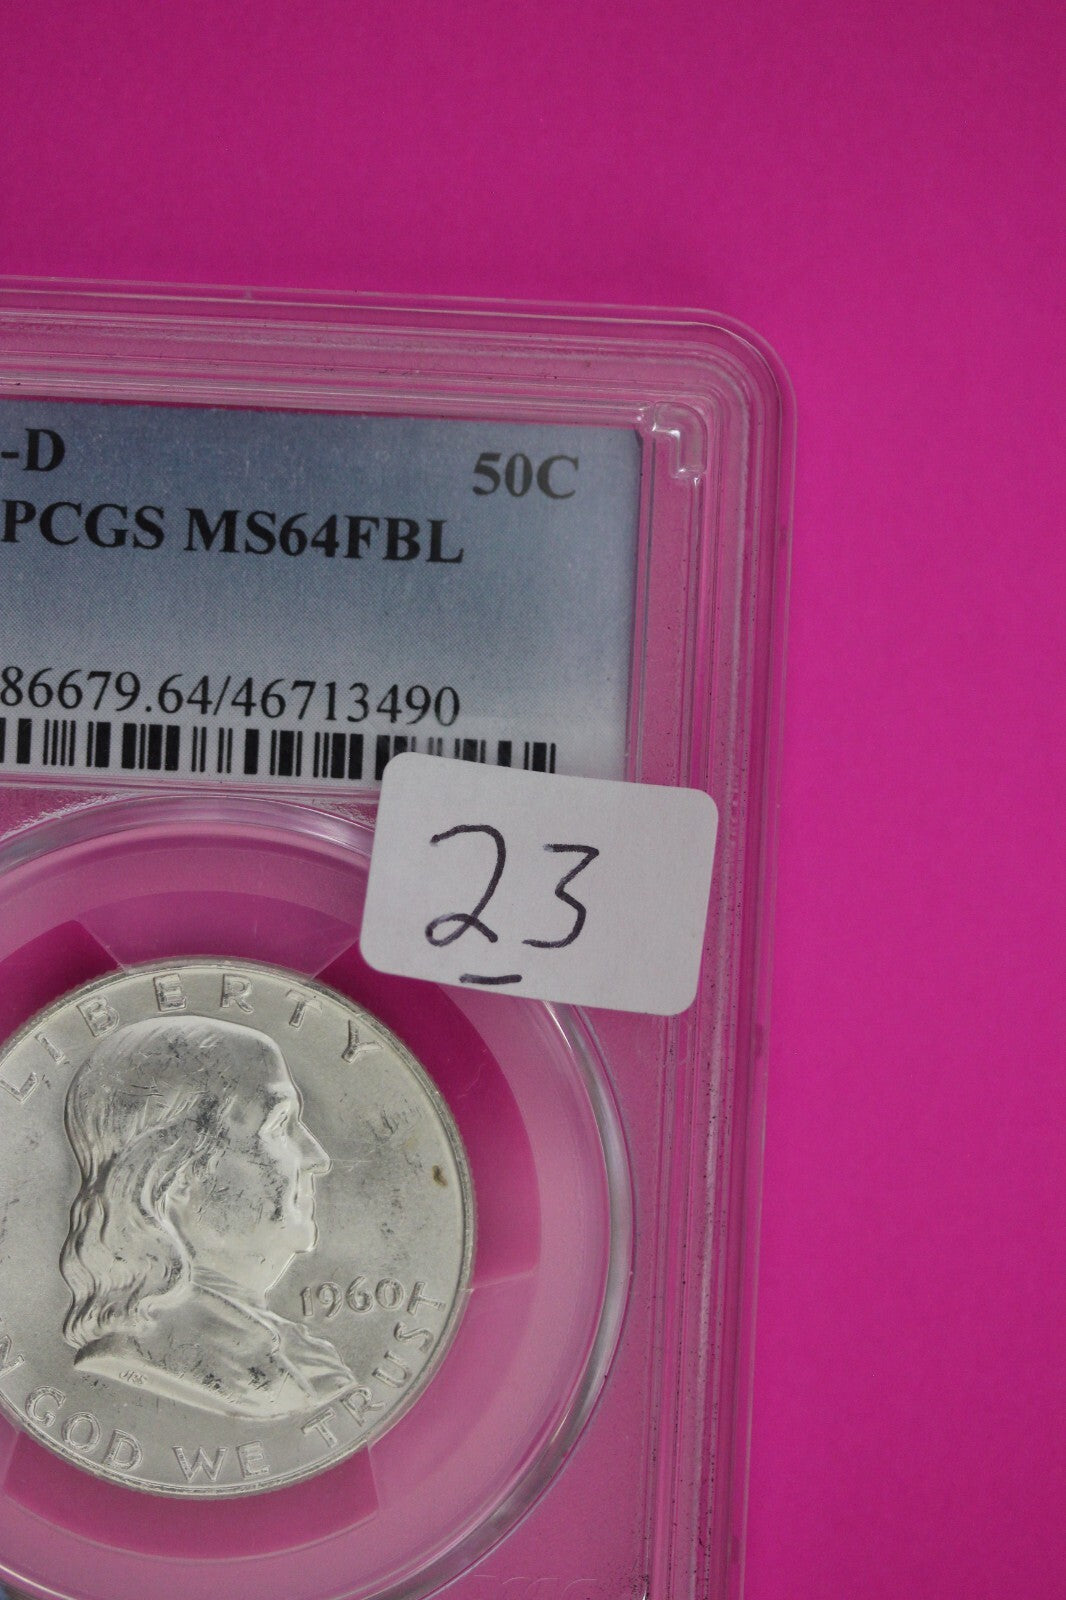 -D 50C
PCGS MS64FBL
86679.64/46713490
23
LIBERTY
1960
N GOD WE TRUST